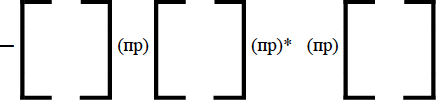 – [ ] (пр) [ ] (пр)* (пр) [ ]